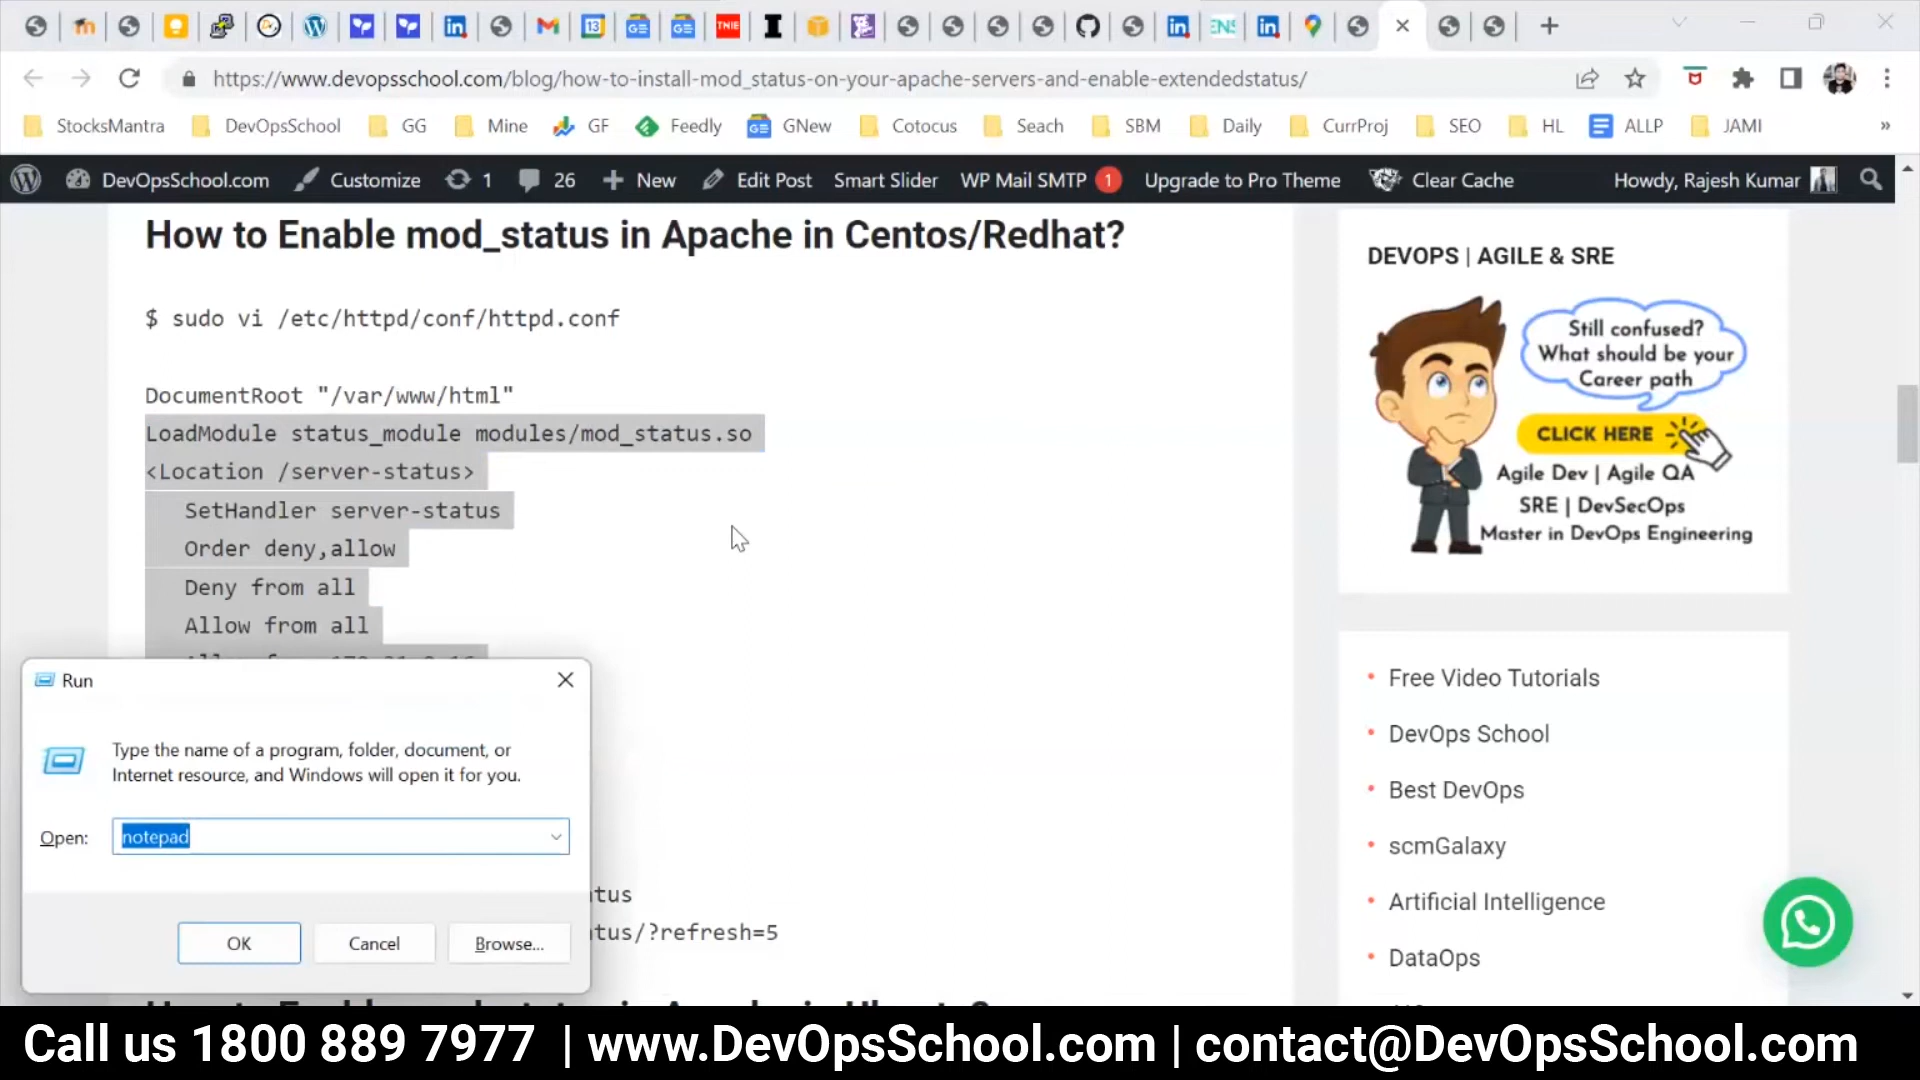 https://www.devopsschool.com/blog/how-to-install-mod_status-on-your-apache-servers-and-enable-extendedstatus/
StocksMantra DevOpsSchool GG Mine GF Feedly GNew Cotocus Seach SBM Daily CurrProj SEO HL ALLP JAMI »
DevOpsSchool.com Customize 1 26 New Edit Post Smart Slider WP Mail SMTP 1 Upgrade to Pro Theme Clear Cache Howdy, Rajesh Kumar
How to Enable mod_status in Apache in Centos/Redhat?
$ sudo vi /etc/httpd/conf/httpd.conf
DocumentRoot "/var/www/html"
LoadModule status_module modules/mod_status.so
<Location /server-status>
SetHandler server-status
Order deny,allow
Deny from all
Allow from all
Run
Type the name of a program, folder, document, or
Internet resource, and Windows will open it for you.
Open: notepad
OK Cancel Browse...
tus
tus/?refresh=5
DEVOPS | AGILE & SRE
Still confused?
What should be your
Career path
CLICK HERE
Agile Dev | Agile QA
SRE | DevSecOps
Master in DevOps Engineering
• Free Video Tutorials
• DevOps School
• Best DevOps
• scmGalaxy
• Artificial Intelligence
• DataOps
Call us 1800 889 7977 | www.DevOpsSchool.com | contact@DevOpsSchool.com